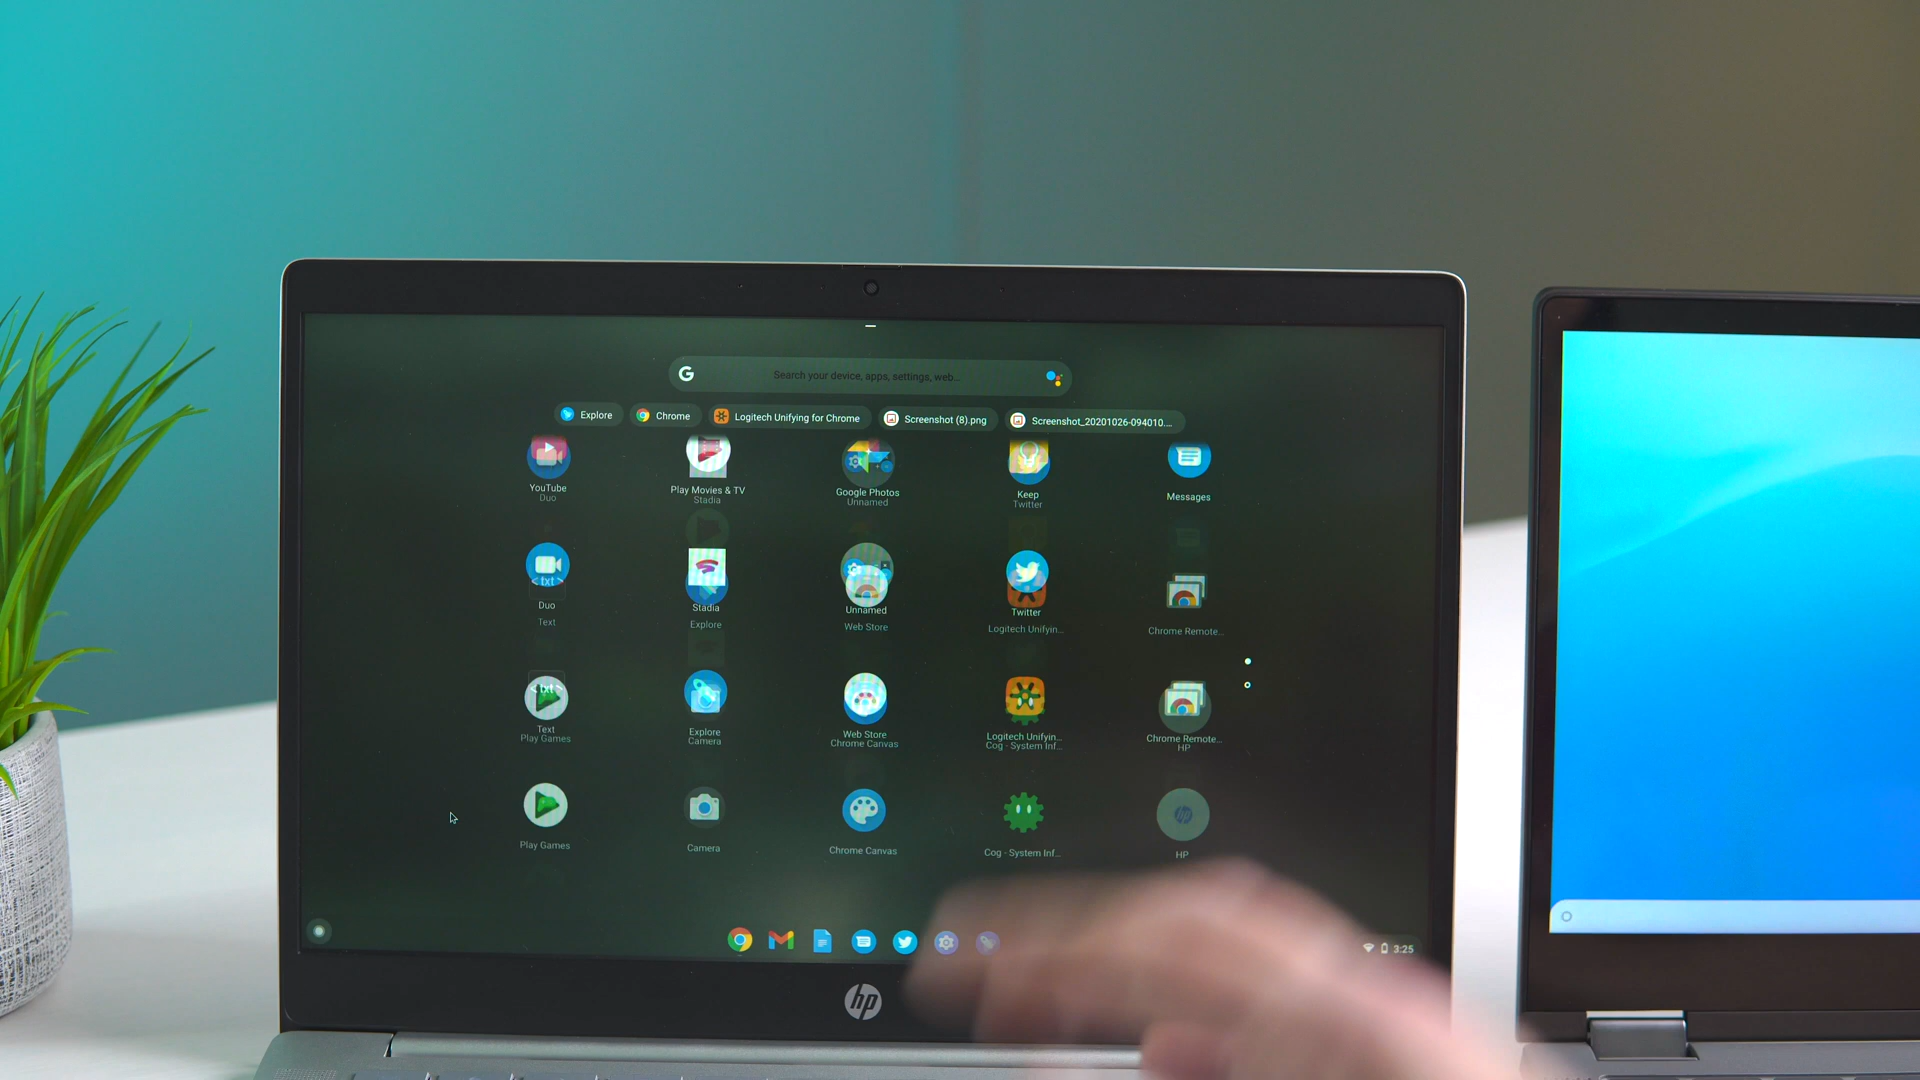 Search your device, apps, settings, web...
Explore
Chrome
Logitech Unifying for Chrome
Screenshot (8).png
Screenshot_20201026-094010....
YouTube
Duo
Play Movies & TV
Stadia
Google Photos
Unnamed
Keep
Twitter
Messages
<txt>
Duo
Text
Stadia
Explore
Unnamed
Web Store
Twitter
Logitech Unifyin...
Chrome Remote...
<txt>
Text
Play Games
Explore
Camera
Web Store
Chrome Canvas
Logitech Unifyin...
Cog - System Inf...
Chrome Remote...
HP
Play Games
Camera
Chrome Canvas
Cog - System Inf...
hp
HP
3:25
hp